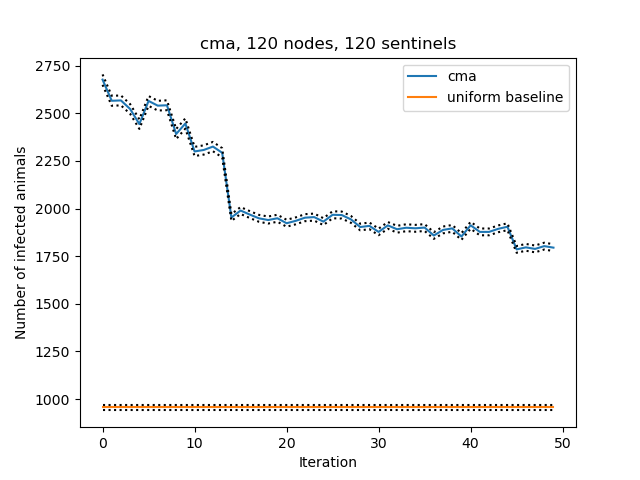 cma, 120 nodes, 120 sentinels
cma
uniform baseline
Number of infected animals
2750
2500
2250
2000
1750
1500
1250
1000
0 10 20 30 40 50
Iteration